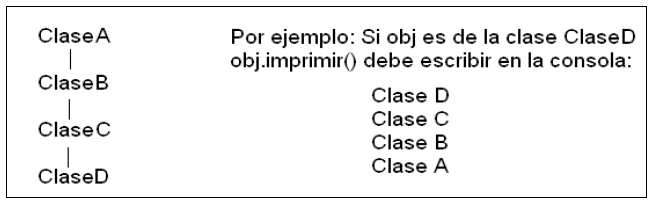 ClaseA
ClaseB
ClaseC
ClaseD
Por ejemplo: Si obj es de la clase ClaseD
obj.imprimir() debe escribir en la consola:
Clase D
Clase C
Clase B
Clase A